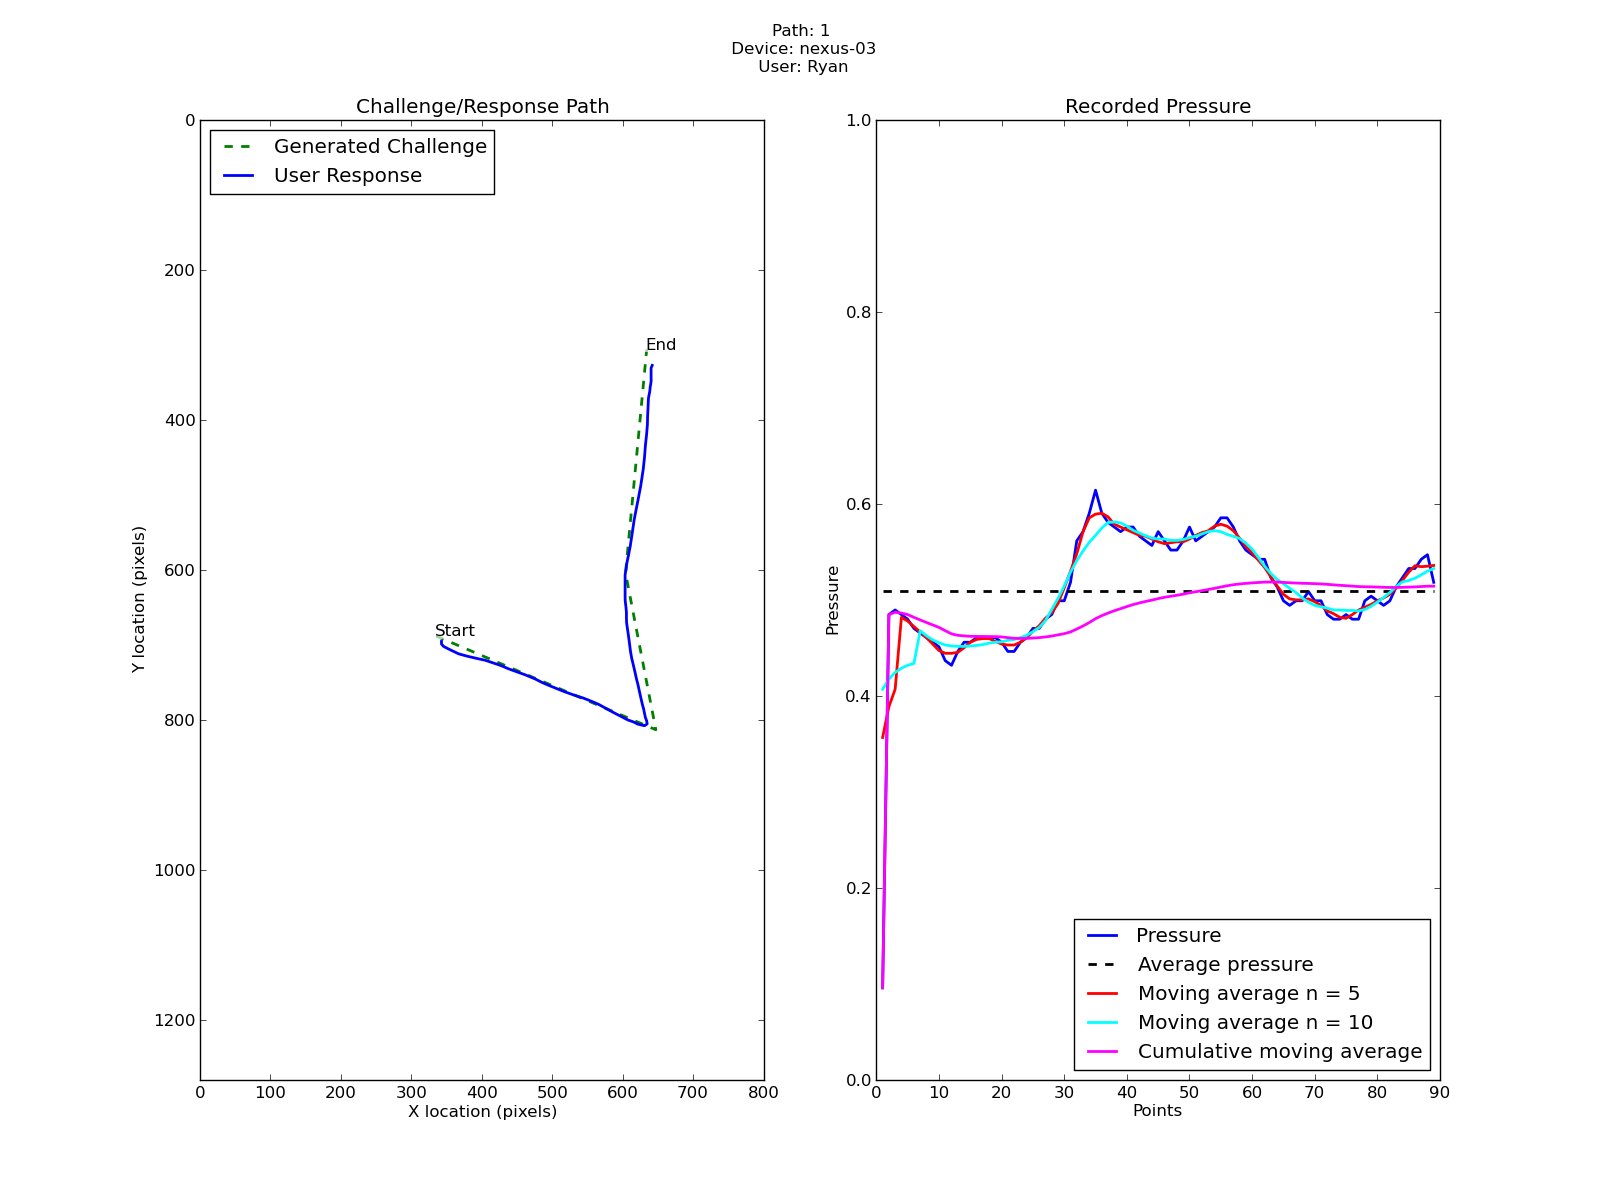 Path: 1
Device: nexus-03
User: Ryan
Challenge/Response Path
0
200
400
600
800
1000
1200
Y location (pixels)
Generated Challenge
User Response
End
Start
0 100 200 300 400 500 600 700 800
X location (pixels)
Recorded Pressure
1.0
0.8
0.6
0.4
0.2
0.0
Pressure
Pressure
Average pressure
Moving average n = 5
Moving average n = 10
Cumulative moving average
0 10 20 30 40 50 60 70 80 90
Points